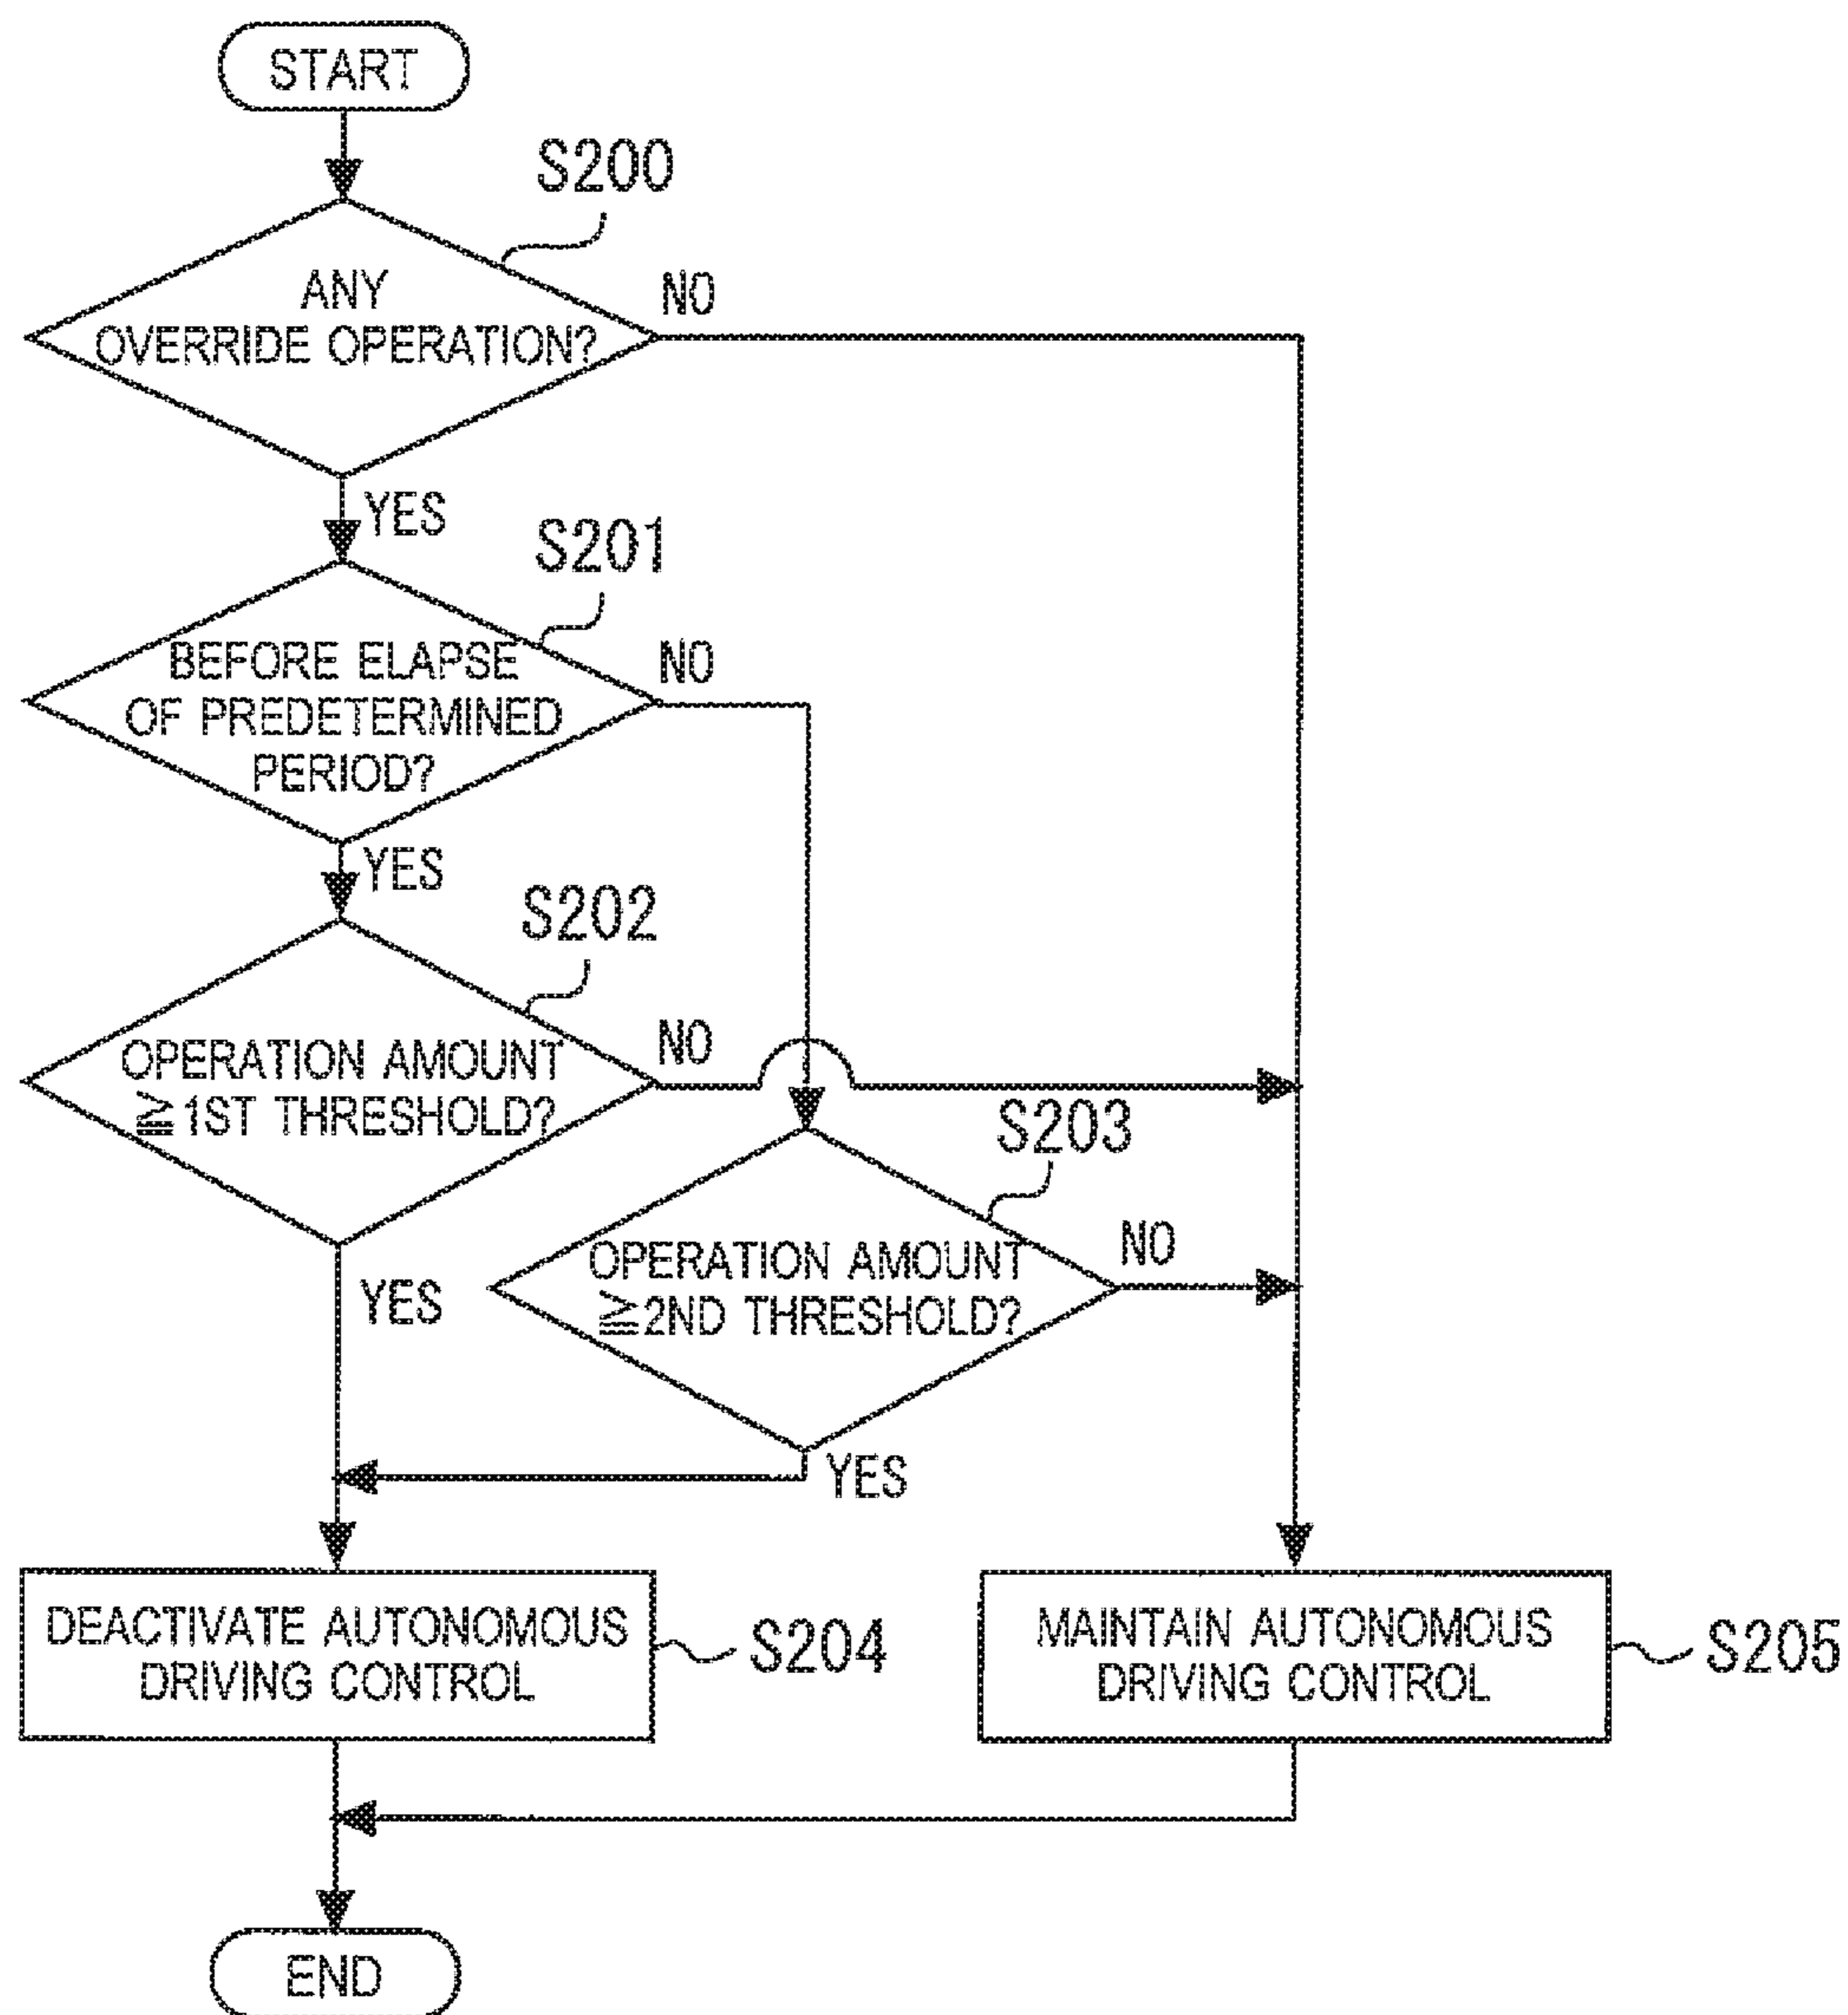 START
S200
ANY
OVERRIDE OPERATION?
NO
YES
S201
BEFORE ELAPSE
OF PREDETERMINED
PERIOD?
NO
YES
S202
OPERATION AMOUNT
≧1ST THRESHOLD?
NO
YES
S203
OPERATION AMOUNT
≧2ND THRESHOLD?
NO
YES
DEACTIVATE AUTONOMOUS
DRIVING CONTROL
S204
MAINTAIN AUTONOMOUS
DRIVING CONTROL
S205
END